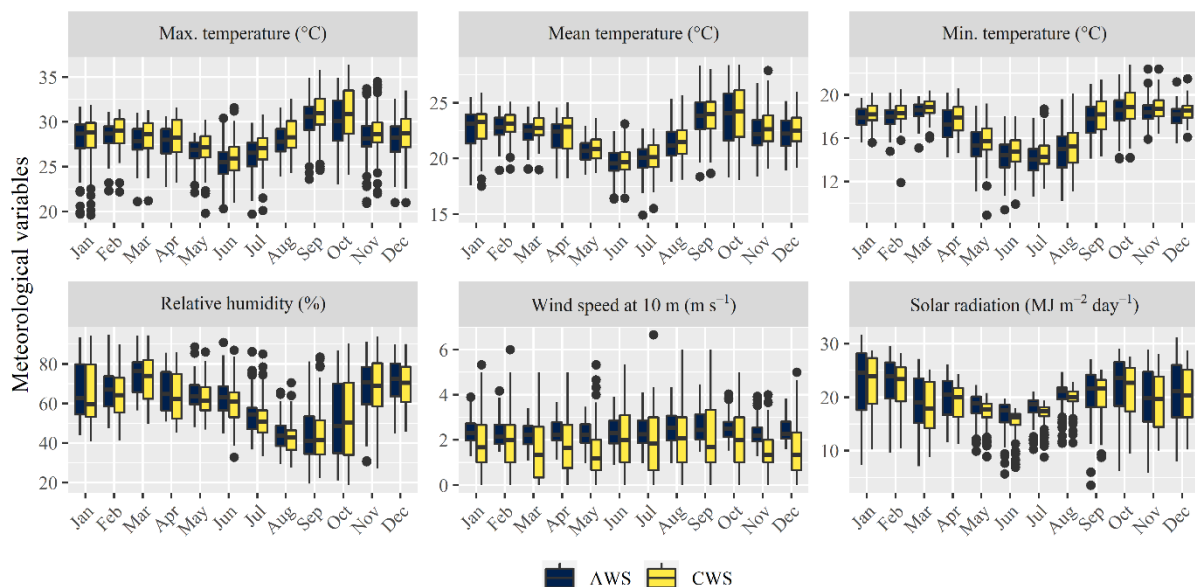 Max. temperature (°C)
Mean temperature (°C)
Min. temperature (°C)
35
30
25
20
25
20
15
20
18
16
14
12
Jan Feb Mar Apr May Jun Jul Aug Sep Oct Nov Dec
Jan Feb Mar Apr May Jun Jul Aug Sep Oct Nov Dec
Jan Feb Mar Apr May Jun Jul Aug Sep Oct Nov Dec
Meteorological variables
Relative humidity (%)
Wind speed at 10 m (m s⁻¹)
Solar radiation (MJ m⁻² day⁻¹)
80
60
40
20
6
4
2
0
30
20
10
Jan Feb Mar Apr May Jun Jul Aug Sep Oct Nov Dec
Jan Feb Mar Apr May Jun Jul Aug Sep Oct Nov Dec
Jan Feb Mar Apr May Jun Jul Aug Sep Oct Nov Dec
AWS CWS